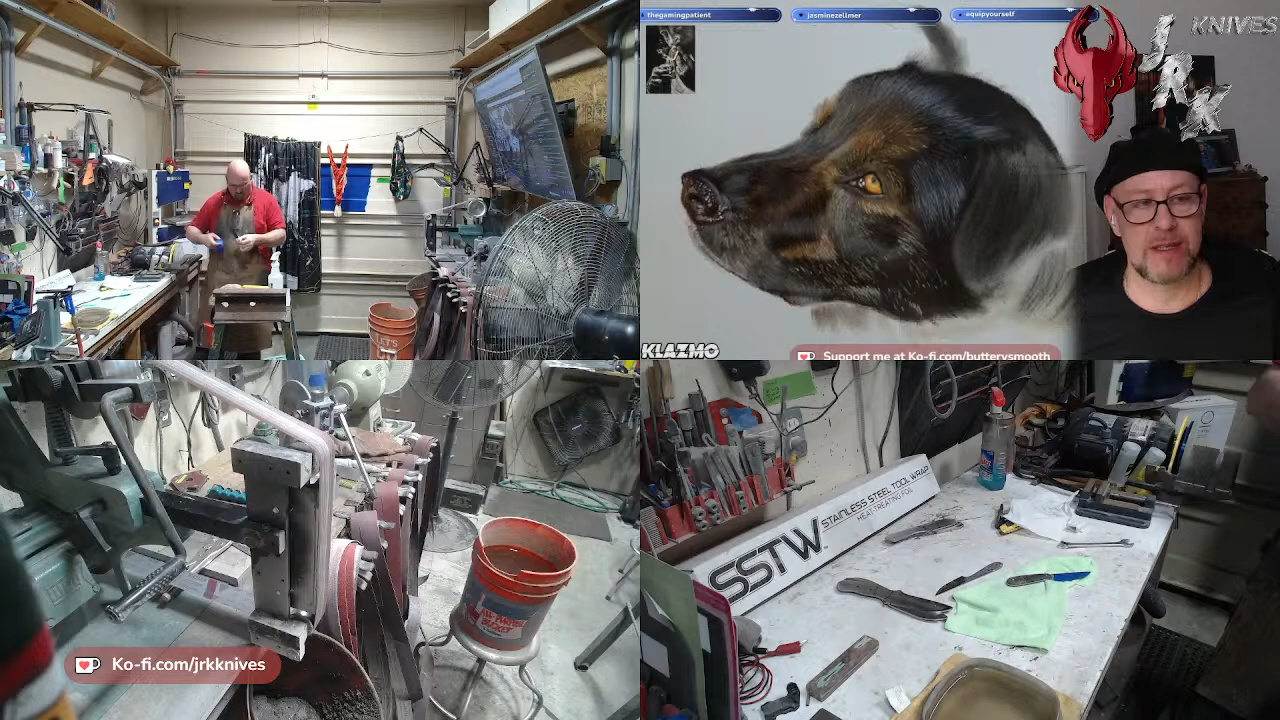 thegamingpatient
jasminezellmer
equipyourself
KNIVES
JRK
KLAZMO
Support me at Ko-fi.com/butterysmooth
LET'S
SSTW
STAINLESS STEEL TOOL WRAP
HEAT TREATING FOIL
Ko-fi.com/jrkknives